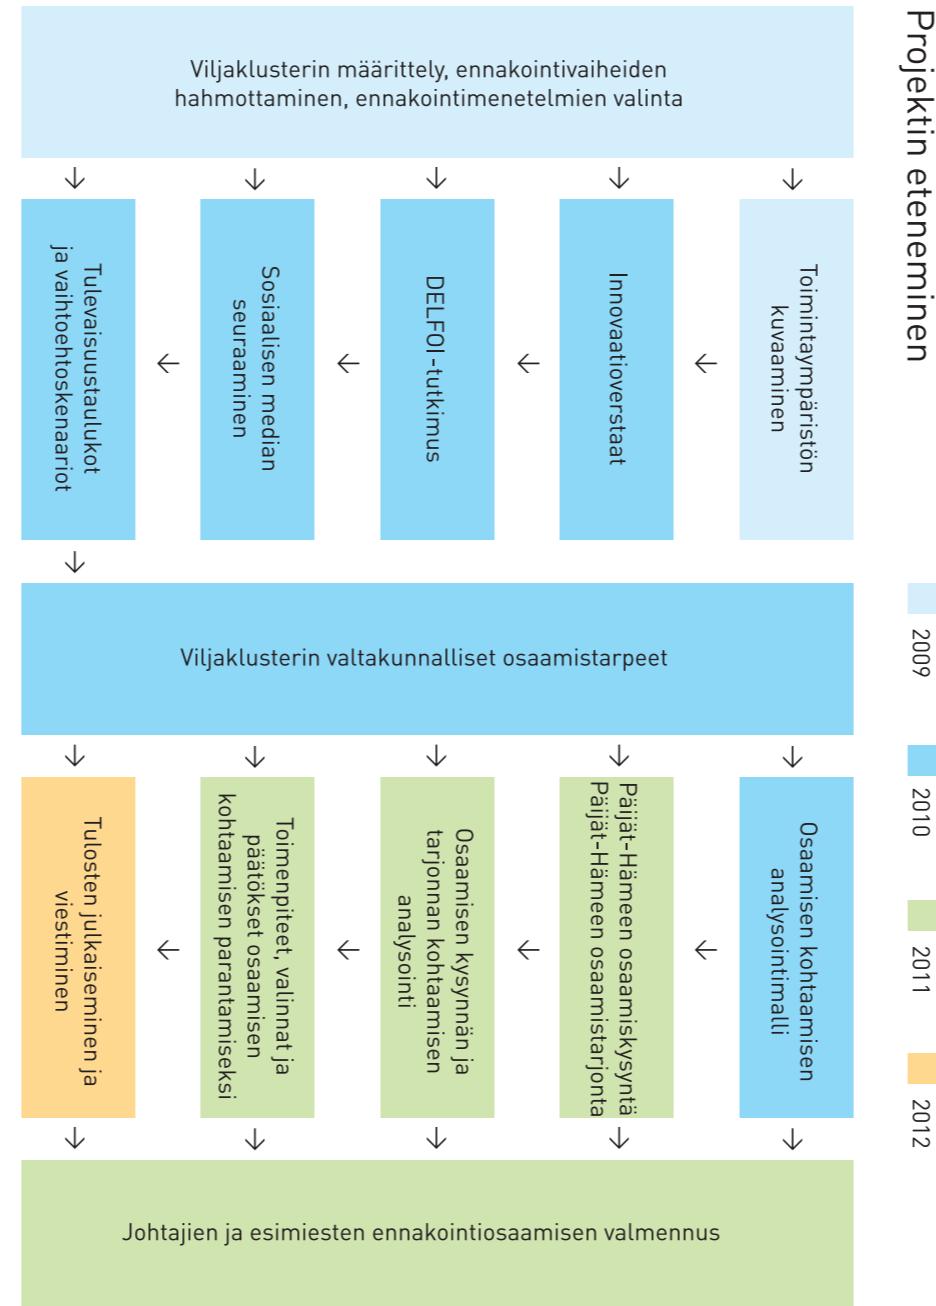 Projektin eteneminen
Viljaklusterin määrittely, ennakointivaiheiden
hahmottaminen, ennakointimenetelmien valinta
Toimintaympäristön
kuvaaminen
Innovaatioverstaat
DELFOI-tutkimus
Sosiaalisen median
seuraaminen
Tulevaisuustaulukot
ja vaihtoehtoskenaariot
Viljaklusterin valtakunnalliset osaamistarpeet
Osaamisen kohtaamisen
analysointimalli
Päijät-Hämeen osaamiskysyntä
Päijät-Hämeen osaamistarjonta
Osaamisen kysynnän ja
tarjonnan kohtaamisen
analysointi
Toimenpiteet, valinnat ja
päätökset osaamisen
kohtaamisen parantamiseksi
Tulosten julkaiseminen ja
viestiminen
Johtajien ja esimiesten ennakointiosaamisen valmennus
2009
2010
2011
2012